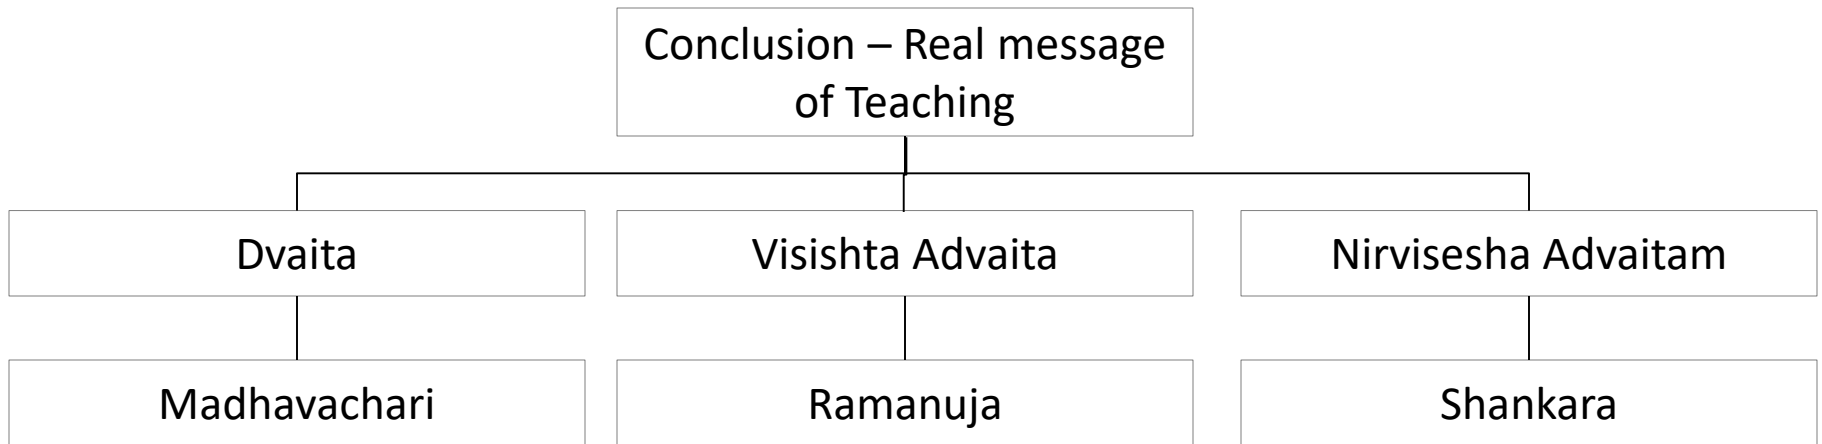 Conclusion – Real message
of Teaching
Dvaita
Visishta Advaita
Nirvisesha Advaitam
Madhavachari
Ramanuja
Shankara